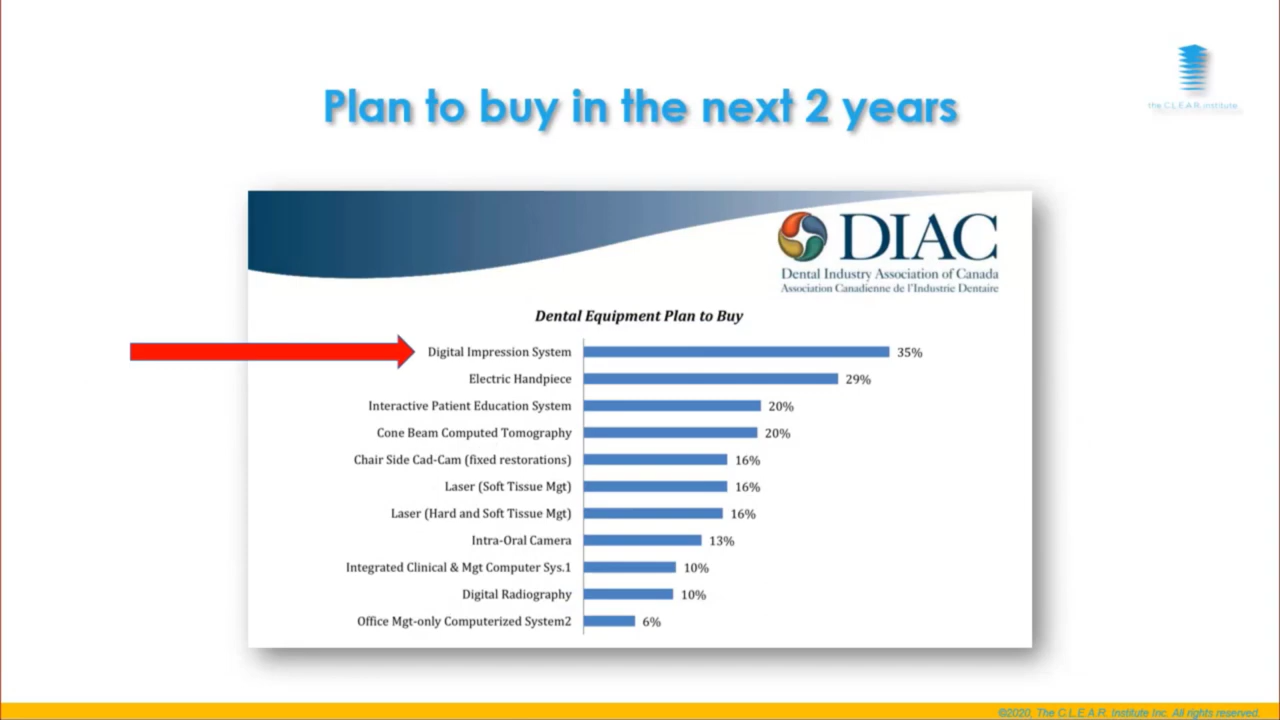 Plan to buy in the next 2 years
the C.L.E.A.R. institute
DIAC
Dental Industry Association of Canada
Association Canadienne de l'Industrie Dentaire
Dental Equipment Plan to Buy
Digital Impression System 35%
Electric Handpiece 29%
Interactive Patient Education System 20%
Cone Beam Computed Tomography 20%
Chair Side Cad-Cam (fixed restorations) 16%
Laser (Soft Tissue Mgt) 16%
Laser (Hard and Soft Tissue Mgt) 16%
Intra-Oral Camera 13%
Integrated Clinical & Mgt Computer Sys.1 10%
Digital Radiography 10%
Office Mgt-only Computerized System2 6%
©2020, The C.L.E.A.R. Institute Inc. All rights reserved.